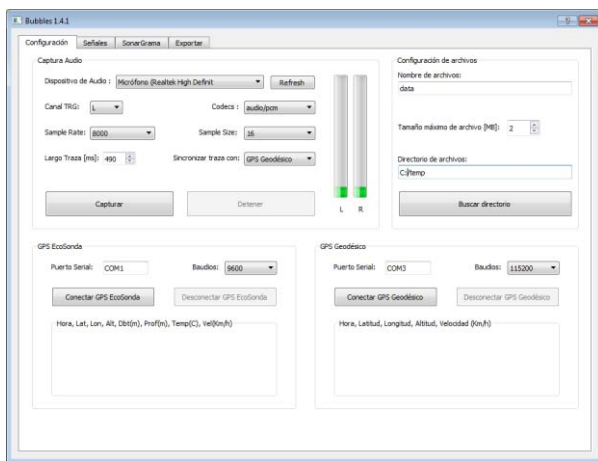 Bubbles 1.4.1
Configuración Señales SonarGrama Exportar
Captura Audio
Dispositivo de Audio : Micrófono (Realtek High Definit Refresh
Canal TRG: L Codecs : audio/pcm
Sample Rate: 8000 Sample Size: 16
Largo Traza [ms]: 490 Sincronizar traza con: GPS Geodésico
Capturar Detener
L R
Configuración de archivos
Nombre de archivos:
data
Tamaño máximo de archivo [MB]: 2
Directorio de archivos:
C:/temp
Buscar directorio
GPS EcoSonda
Puerto Serial: COM1 Baudios: 9600
Conectar GPS EcoSonda Desconectar GPS EcoSonda
Hora, Lat, Lon, Alt, Dbt(m), Prof(m), Temp(C), Vel(Km/h)
GPS Geodésico
Puerto Serial: COM3 Baudios: 115200
Conectar GPS Geodésico Desconectar GPS Geodésico
Hora, Latitud, Longitud, Altitud, Velocidad (Km/h)